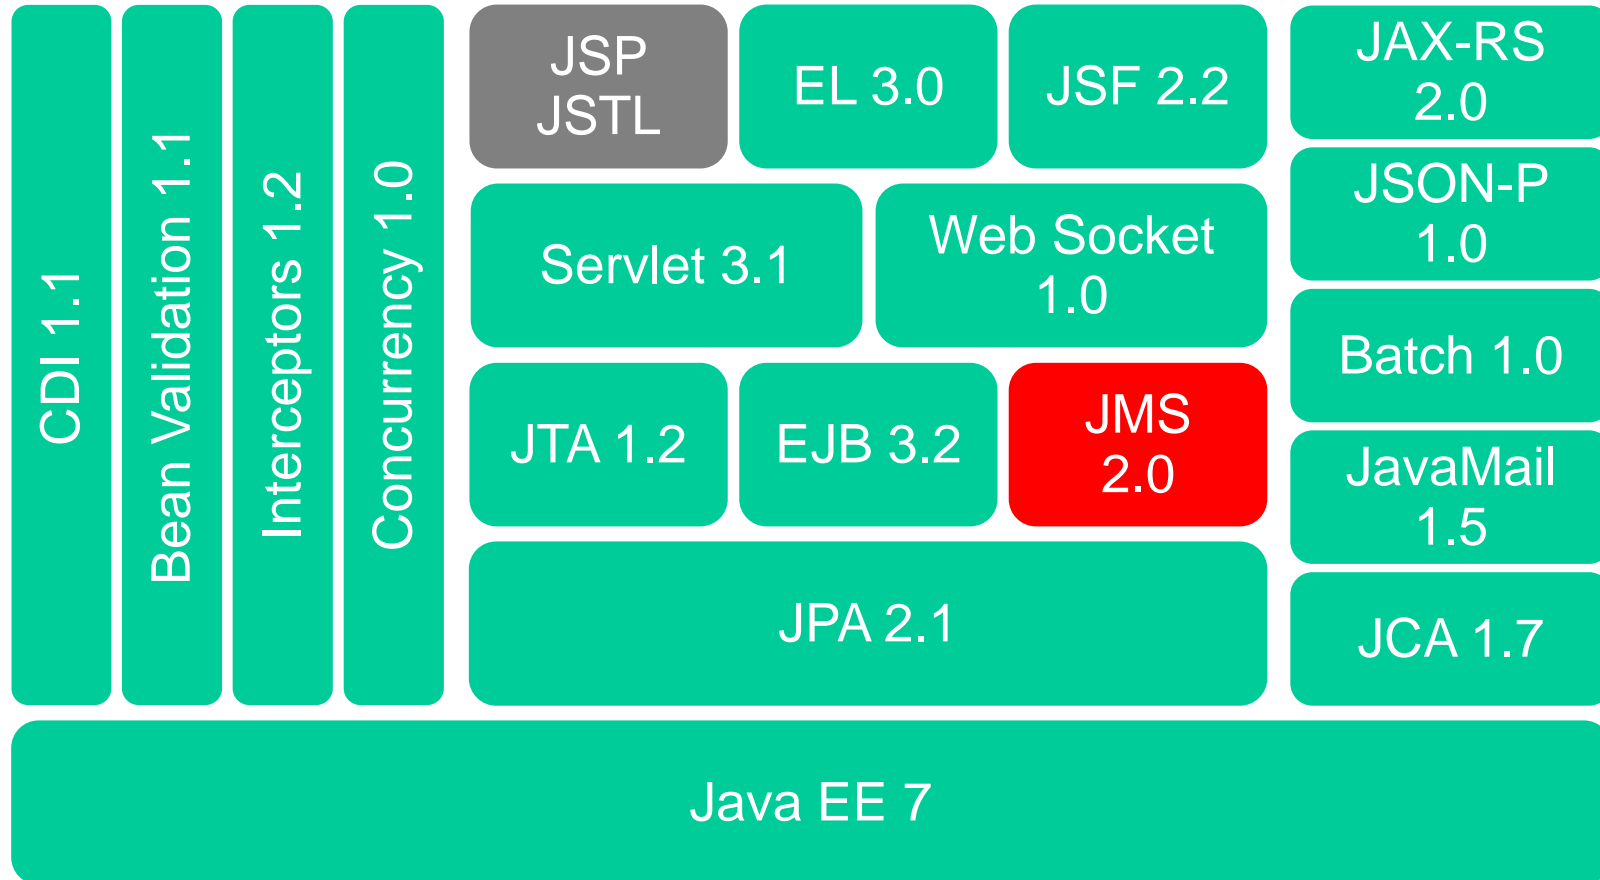 CDI 1.1
Bean Validation 1.1
Interceptors 1.2
Concurrency 1.0
JSP
JSTL
EL 3.0
JSF 2.2
Servlet 3.1
Web Socket
1.0
JTA 1.2
EJB 3.2
JMS
2.0
JPA 2.1
JAX-RS
2.0
JSON-P
1.0
Batch 1.0
JavaMail
1.5
JCA 1.7
Java EE 7